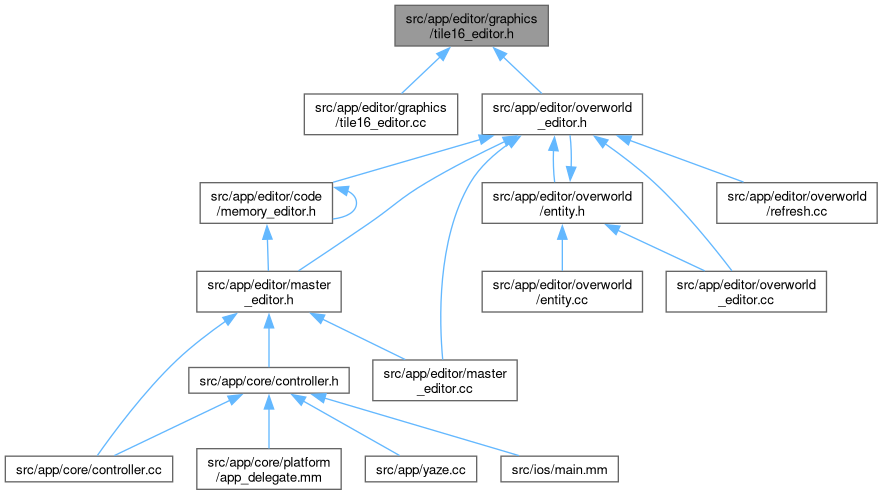 src/app/editor/graphics
/tile16_editor.h
src/app/editor/graphics
/tile16_editor.cc
src/app/editor/overworld
_editor.h
src/app/editor/code
/memory_editor.h
src/app/editor/overworld
/entity.h
src/app/editor/overworld
/refresh.cc
src/app/editor/master
_editor.h
src/app/editor/overworld
/entity.cc
src/app/editor/overworld
_editor.cc
src/app/core/controller.h
src/app/editor/master
_editor.cc
src/app/core/controller.cc
src/app/core/platform
/app_delegate.mm
src/app/yaze.cc
src/ios/main.mm